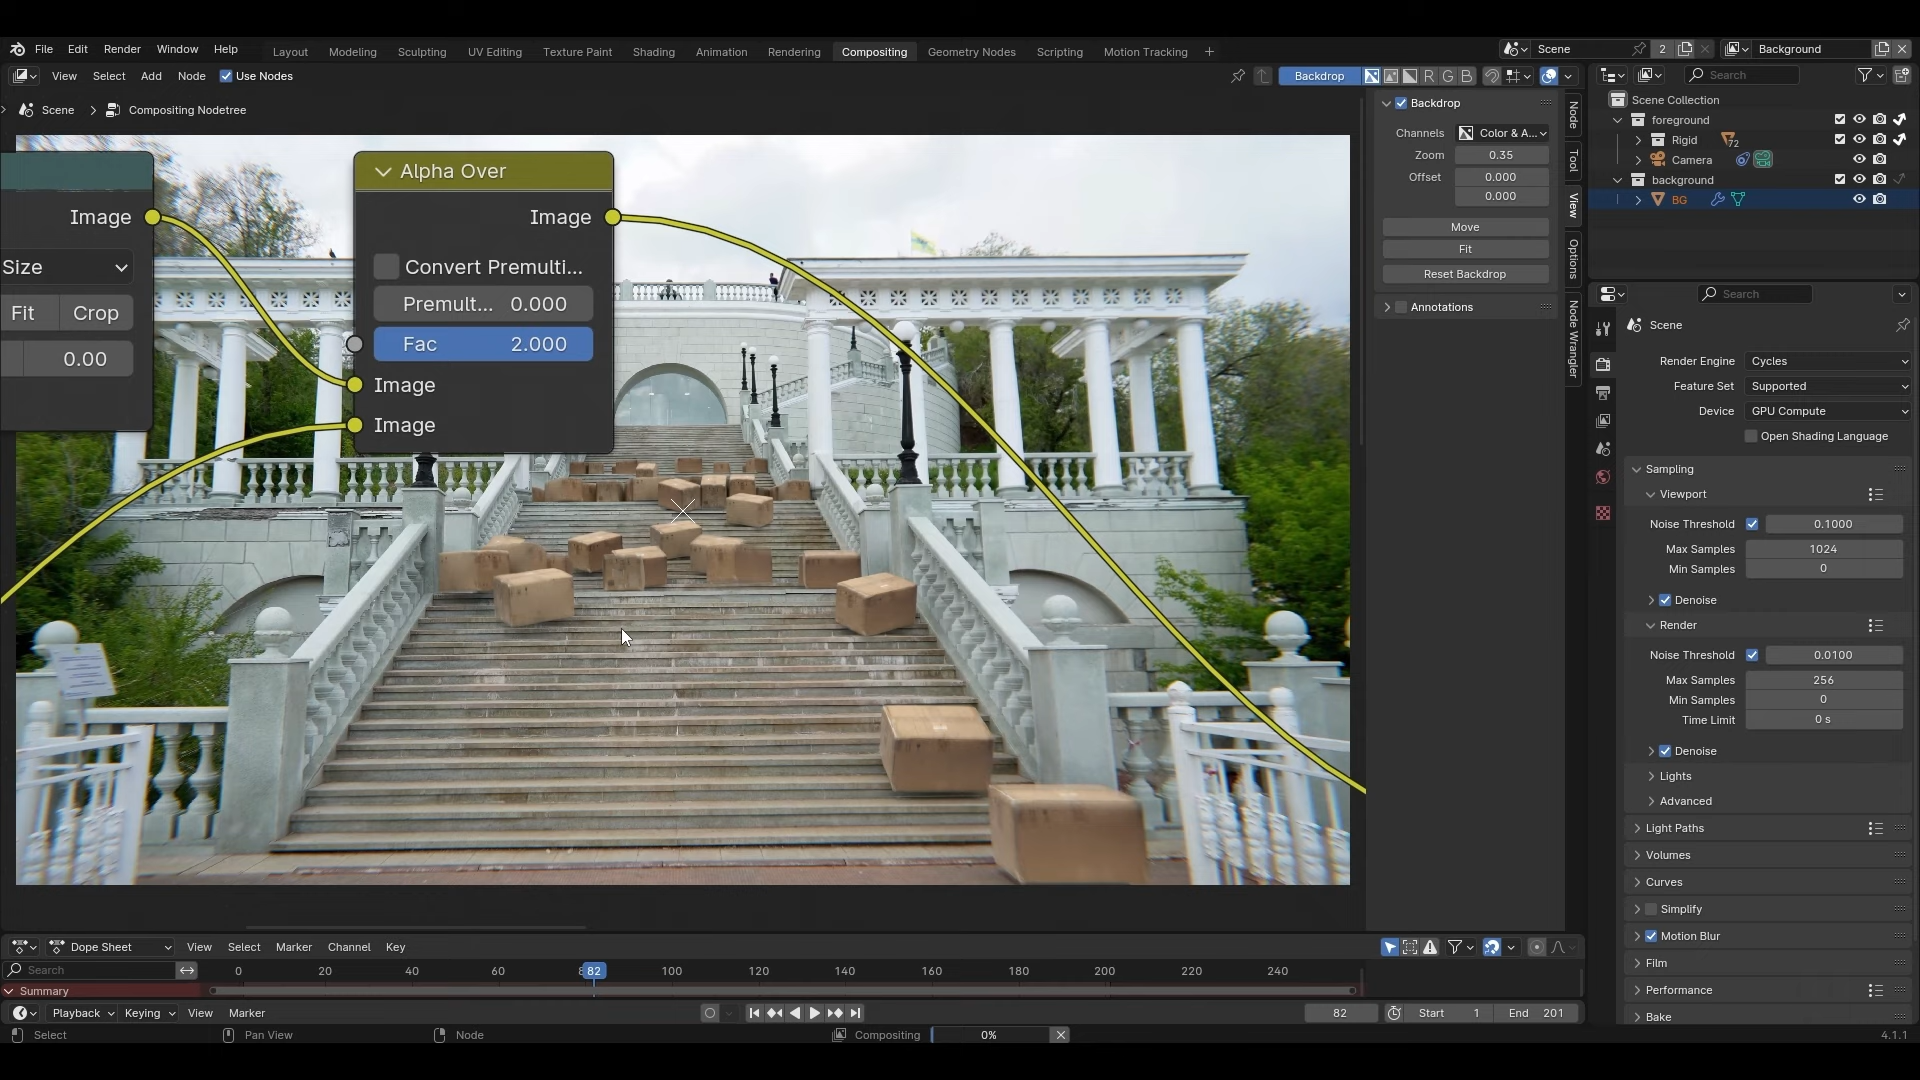 File Edit Render Window Help Layout Modeling Sculpting UV Editing Texture Paint Shading Animation Rendering Compositing Geometry Nodes Scripting Motion Tracking + Scene 2 Background
View Select Add Node Use Nodes Backdrop R G B Search
Scene Compositing Nodetree
Backdrop
Channels Color & A...
Zoom 0.35
Offset 0.000
0.000
Move
Fit
Reset Backdrop
Annotations
Node
Tool
View
Options
Node Wrangler
Image
Size
Fit Crop
0.00
Alpha Over
Image
Convert Premulti...
Premult... 0.000
Fac 2.000
Image
Image
Scene Collection
foreground
Rigid 72
Camera
background
BG
Search
Scene
Render Engine Cycles
Feature Set Supported
Device GPU Compute
Open Shading Language
Sampling
Viewport
Noise Threshold 0.1000
Max Samples 1024
Min Samples 0
Denoise
Render
Noise Threshold 0.0100
Max Samples 256
Min Samples 0
Time Limit 0 s
Denoise
Lights
Advanced
Light Paths
Volumes
Curves
Simplify
Motion Blur
Film
Performance
Bake
Dope Sheet View Select Marker Channel Key
Search 0 20 40 60 82 100 120 140 160 180 200 220 240
Summary
Playback Keying View Marker 82 Start 1 End 201
Select Pan View Node Compositing 0% 4.1.1